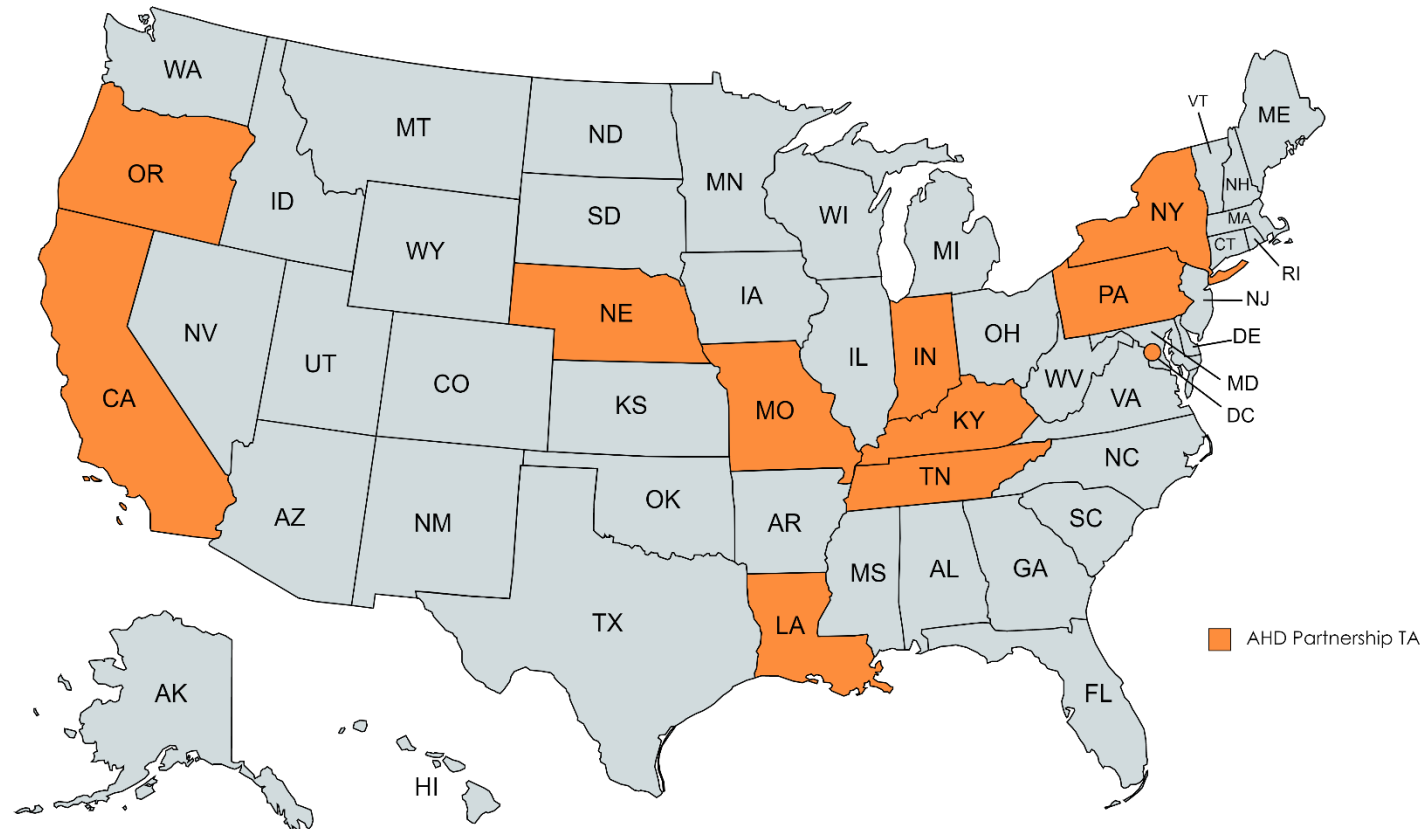 WA
OR
CA
ID
NV
MT
WY
UT
AZ
CO
NM
ND
SD
NE
KS
OK
TX
MN
IA
MO
AR
LA
WI
IL
MI
IN
OH
KY
TN
MS
AL
GA
FL
SC
NC
VA
WV
PA
NY
VT
NH
ME
MA
CT
RI
NJ
DE
MD
DC
AK
HI
AHD Partnership TA